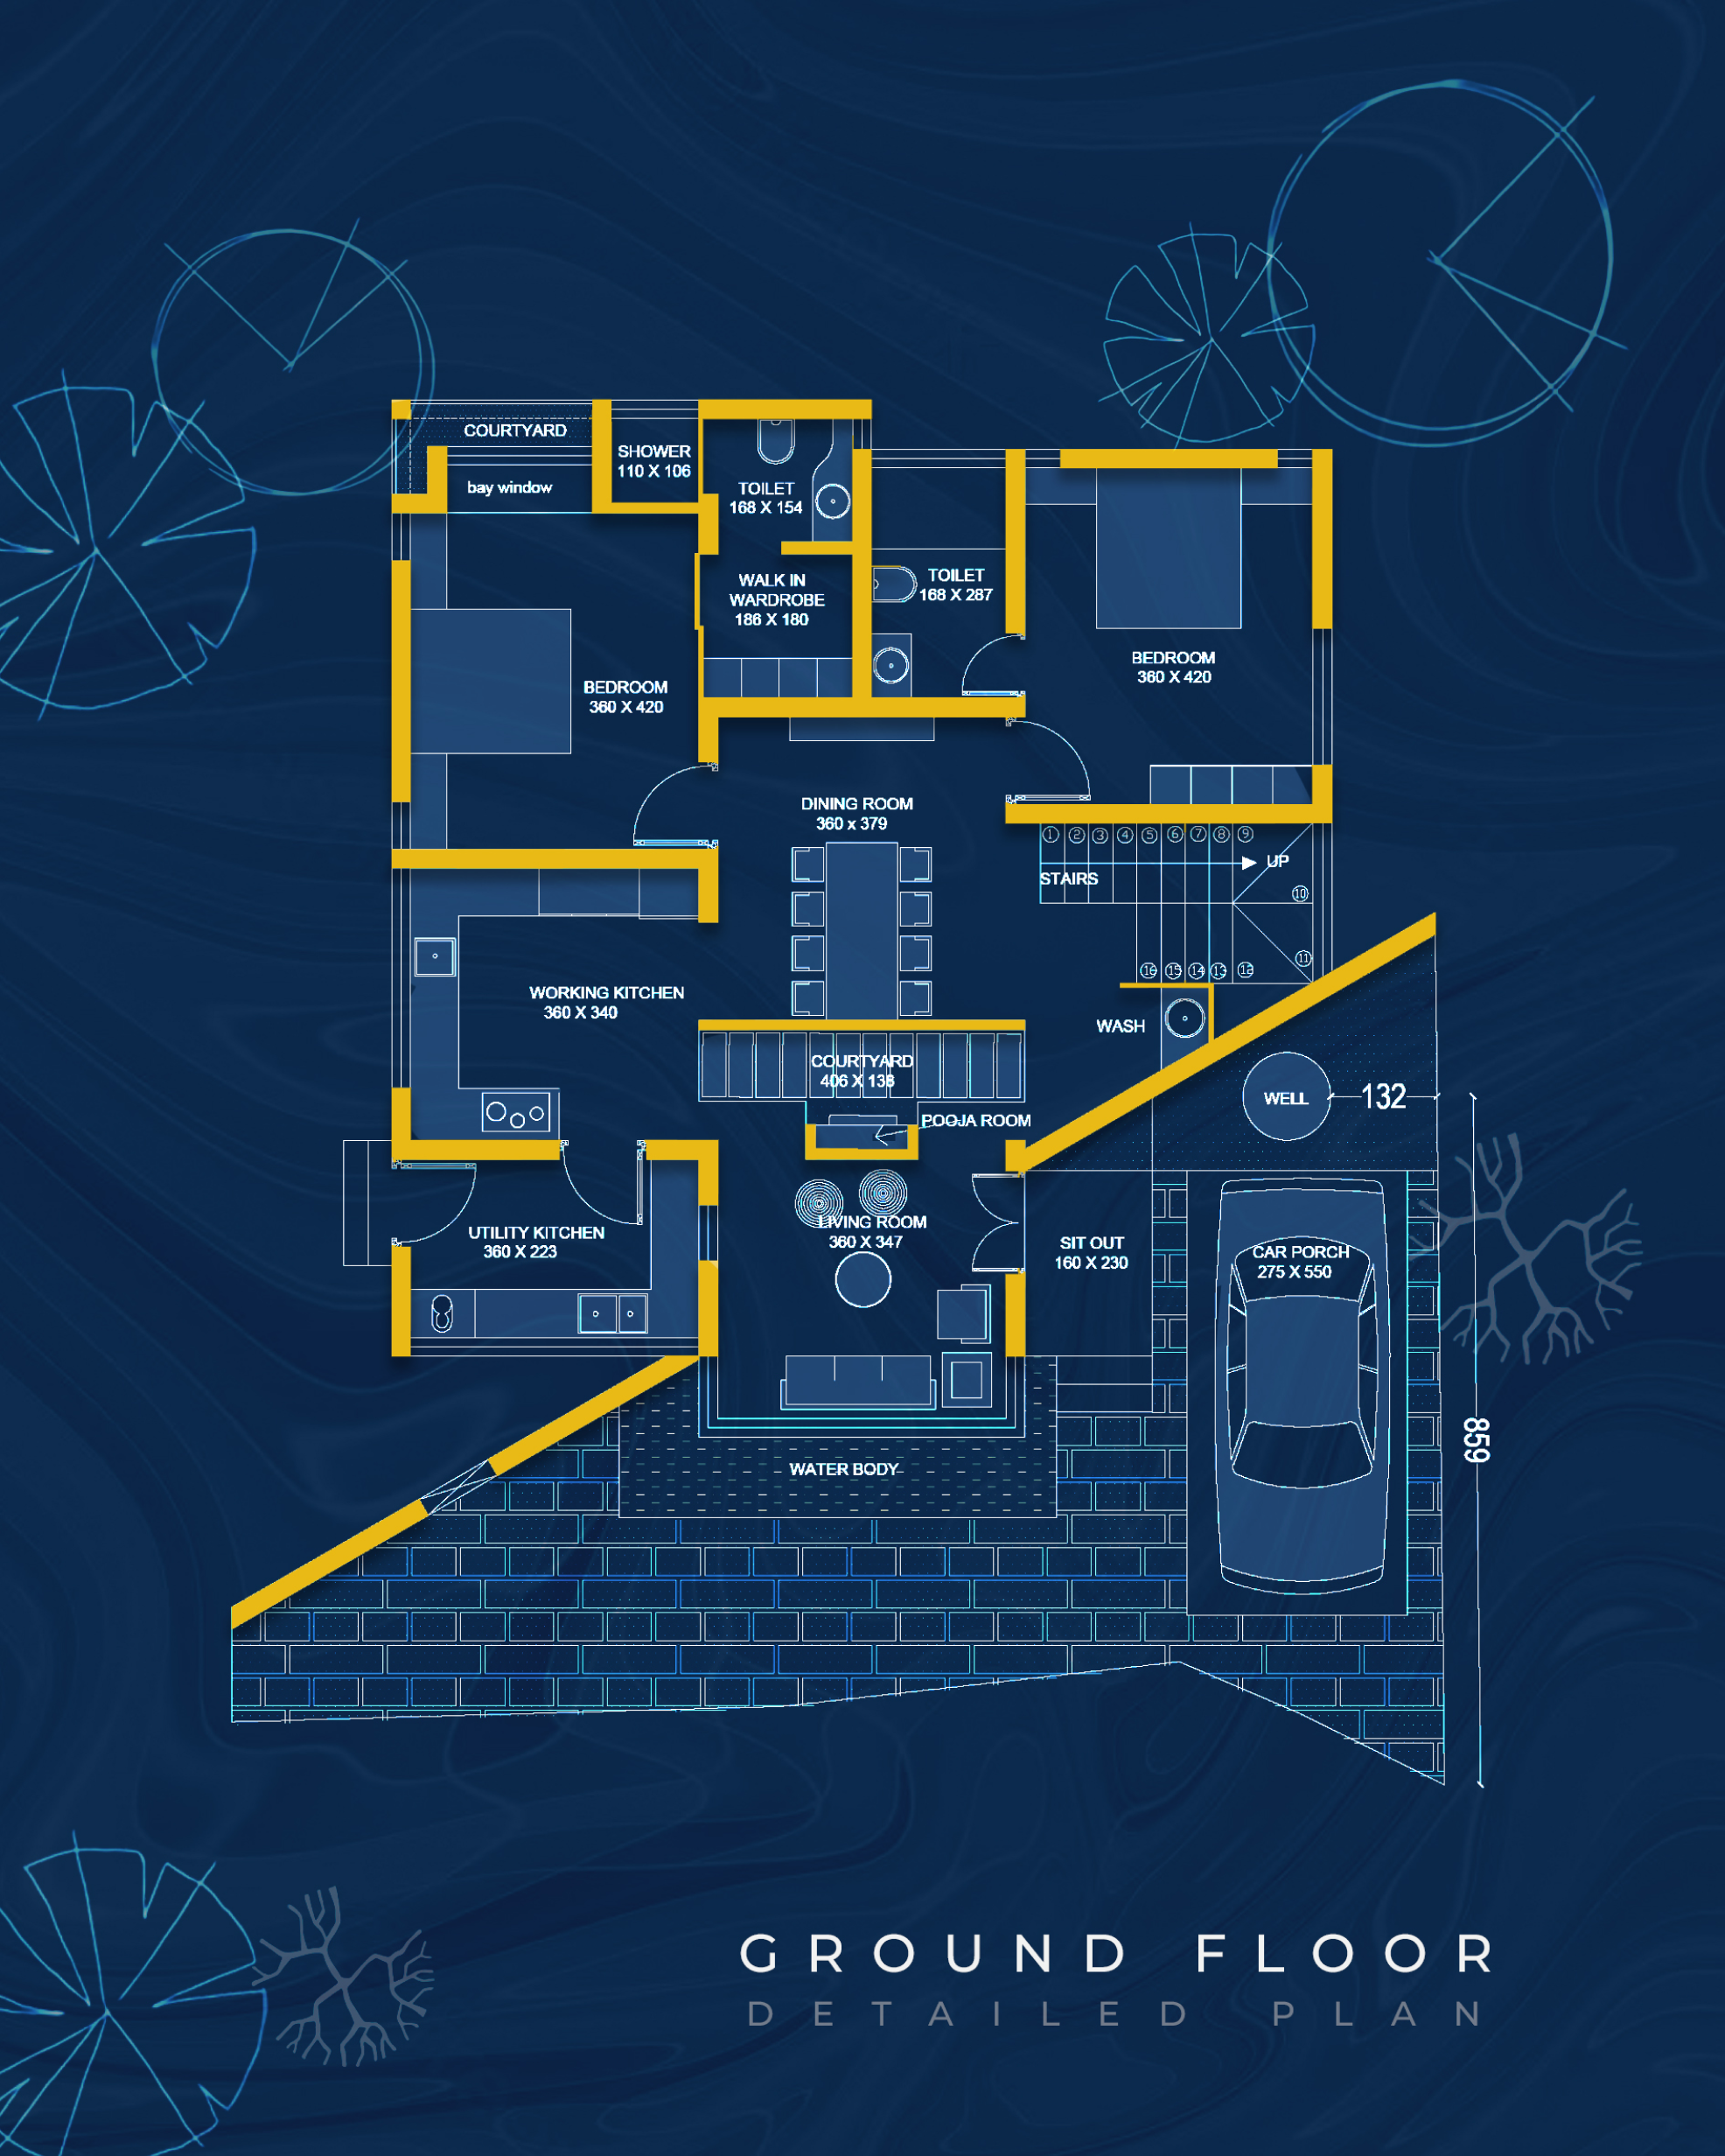 COURTYARD
bay window
SHOWER
110 X 106
TOILET
168 X 154
WALK IN
WARDROBE
186 X 180
TOILET
168 X 287
BEDROOM
360 X 420
BEDROOM
360 X 420
DINING ROOM
360 x 379
1 2 3 4 5 6 7 8 9
UP
STAIRS
10
11
16 15 14 13 12
WORKING KITCHEN
360 X 340
WASH
COURTYARD
406 X 138
POOJA ROOM
WELL
132
UTILITY KITCHEN
360 X 223
LIVING ROOM
360 X 347
SIT OUT
160 X 230
CAR PORCH
275 X 550
859
WATER BODY
GROUND FLOOR
DETAILED PLAN